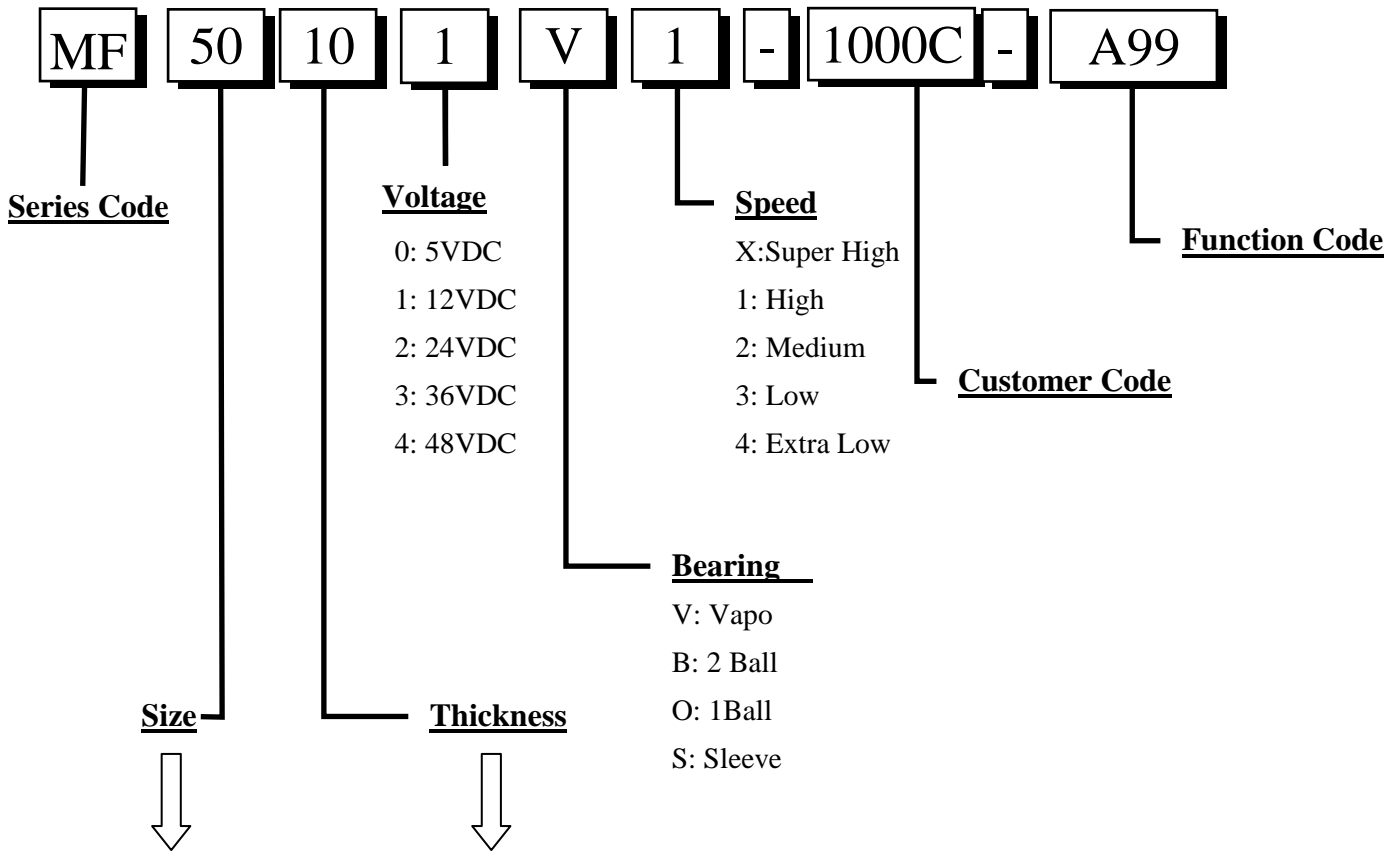 MF 50 10 1 V 1 - 1000C - A99
Series Code
Voltage
0: 5VDC
1: 12VDC
2: 24VDC
3: 36VDC
4: 48VDC
Speed
X:Super High
1: High
2: Medium
3: Low
4: Extra Low
Function Code
Customer Code
Bearing
V: Vapo
B: 2 Ball
O: 1Ball
S: Sleeve
Size
Thickness